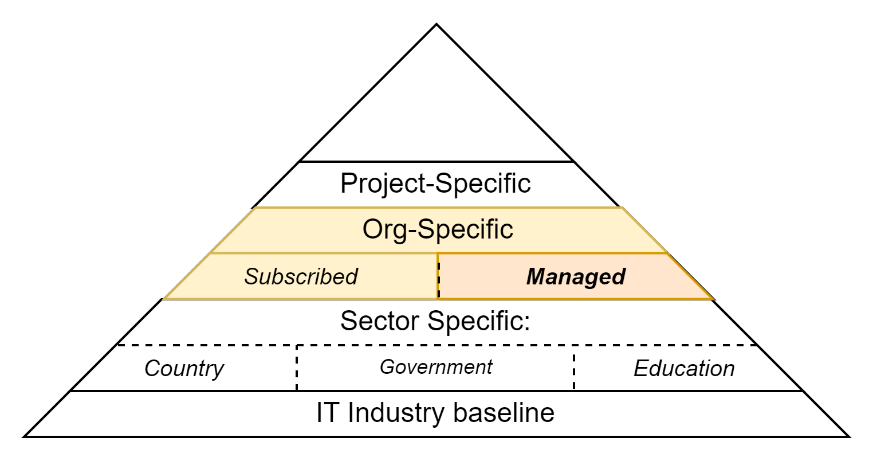 Project-Specific
Org-Specific
Subscribed Managed
Sector Specific:
Country Government Education
IT Industry baseline